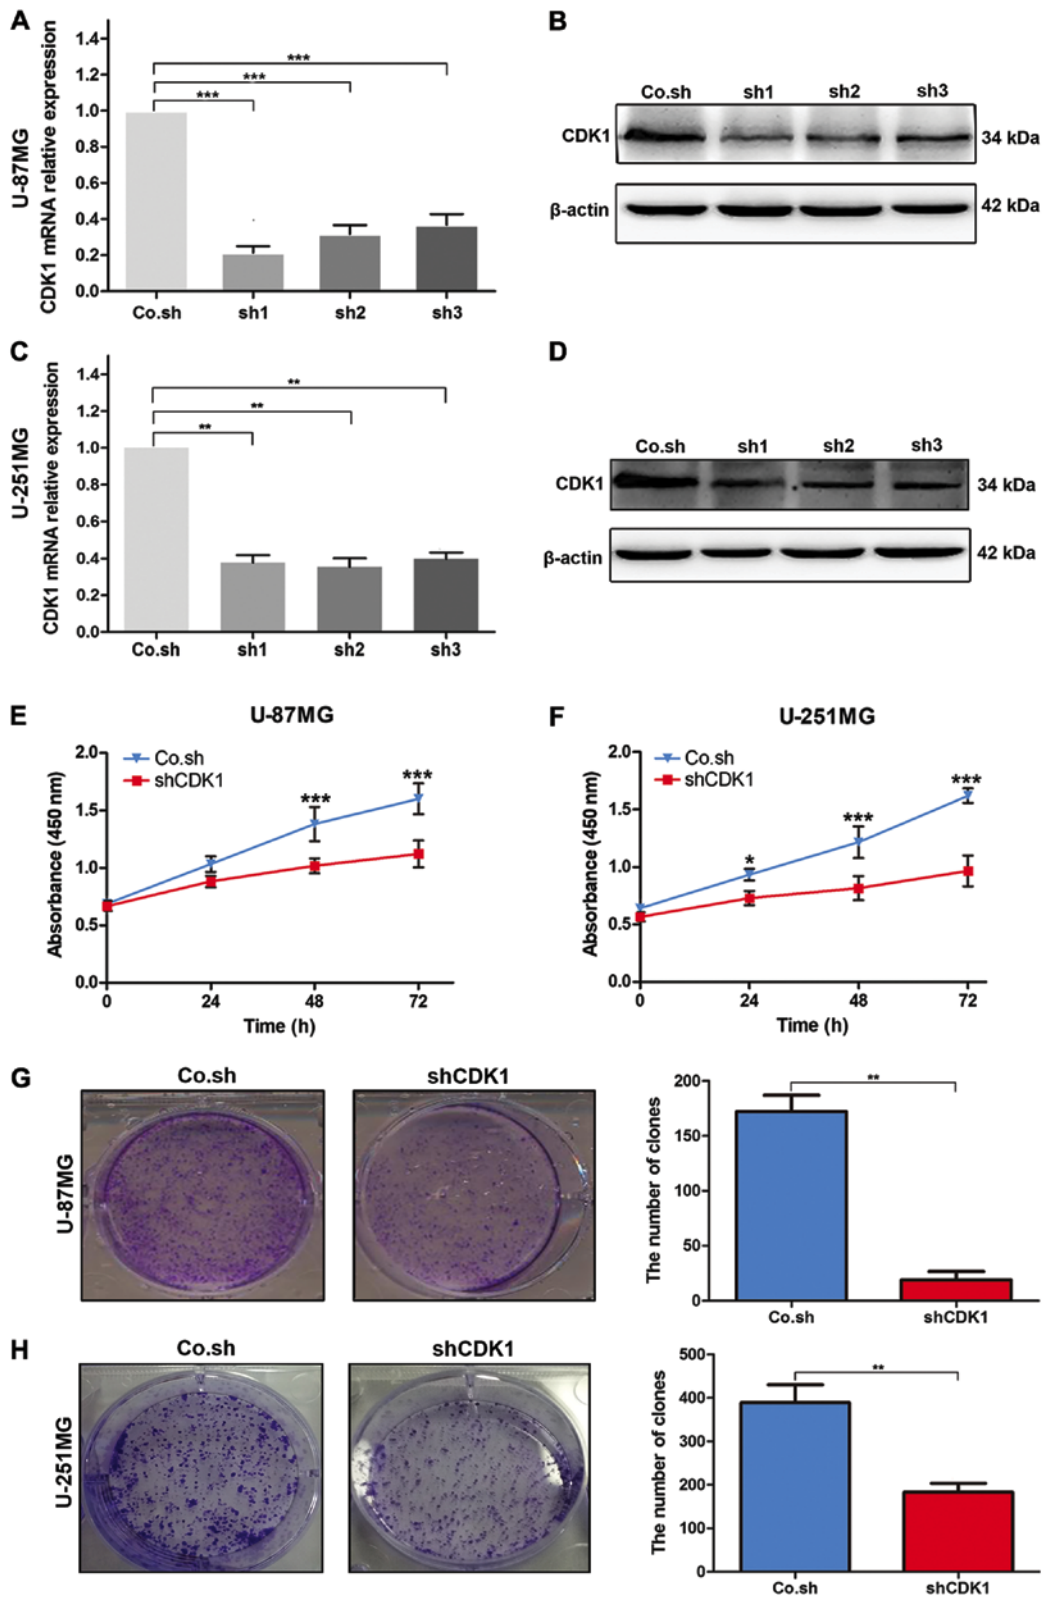 A
U-87MG
CDK1 mRNA relative expression
1.4
1.2
1.0
0.8
0.6
0.4
0.2
0.0
***
***
***
Co.sh sh1 sh2 sh3
B
Co.sh sh1 sh2 sh3
CDK1 34 kDa
β-actin 42 kDa
C
U-251MG
CDK1 mRNA relative expression
1.4
1.2
1.0
0.8
0.6
0.4
0.2
0.0
**
**
**
Co.sh sh1 sh2 sh3
D
Co.sh sh1 sh2 sh3
CDK1 34 kDa
β-actin 42 kDa
E
U-87MG
Absorbance (450 nm)
2.0
1.5
1.0
0.5
0.0
Co.sh
shCDK1
***
***
0 24 48 72
Time (h)
F
U-251MG
Absorbance (450 nm)
2.0
1.5
1.0
0.5
0.0
Co.sh
shCDK1
*
***
***
0 24 48 72
Time (h)
G
U-87MG
Co.sh shCDK1
The number of clones
200
150
100
50
0
**
Co.sh shCDK1
H
U-251MG
Co.sh shCDK1
The number of clones
500
400
300
200
100
0
**
Co.sh shCDK1